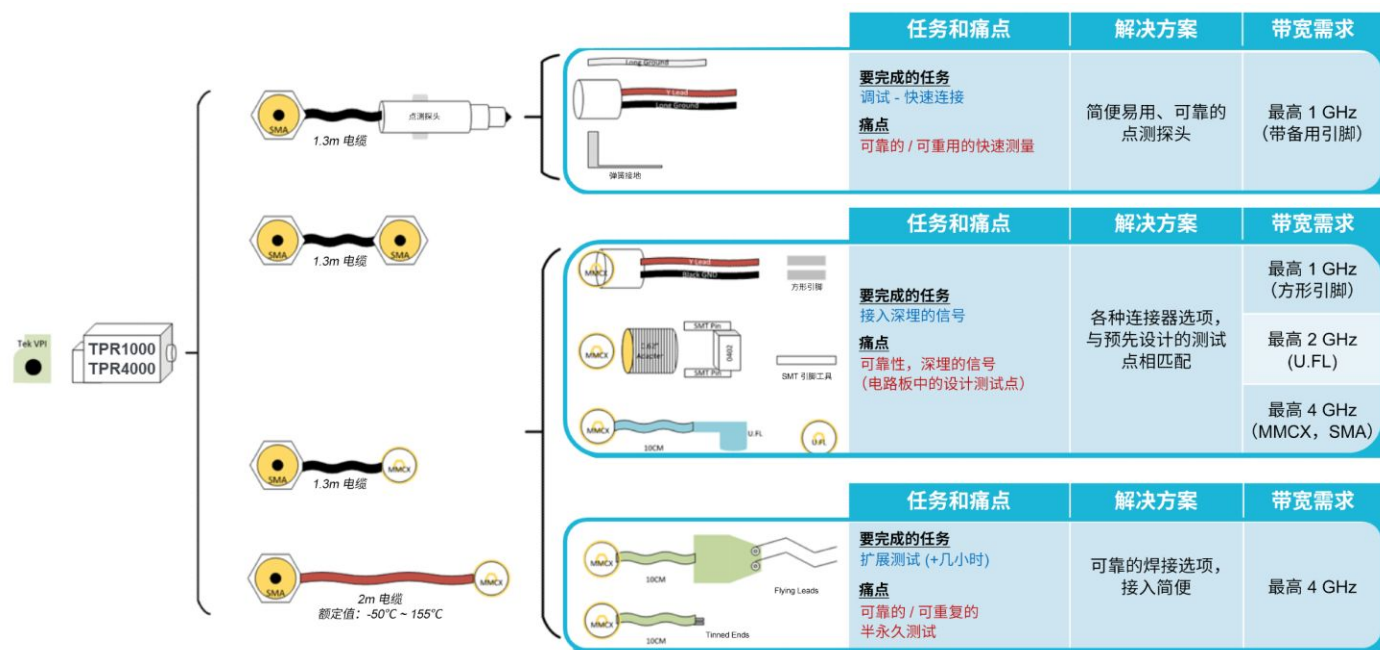 Tek VPI
TPR1000
TPR4000
SMA
1.3m 电缆
点测探头
SMA
1.3m 电缆
SMA
SMA
1.3m 电缆
MMCX
SMA
2m 电缆
额定值：-50℃ ~ 155℃
MMCX
Long Ground
Y Lead
Long Ground
弹簧接地
任务和痛点
解决方案
带宽需求
要完成的任务
调试 - 快速连接
痛点
可靠的 / 可重用的快速测量
简便易用、可靠的
点测探头
最高 1 GHz
（带备用引脚）
MMCX
Y Lead
Black GND
方形引脚
MMCX
Adapter
SMT Pin
0402
SMT Pin
SMT 引脚工具
MMCX
10CM
U.FL
U.FL
任务和痛点
解决方案
带宽需求
要完成的任务
接入深埋的信号
痛点
可靠性，深埋的信号
（电路板中的设计测试点）
各种连接器选项，
与预先设计的测试
点相匹配
最高 1 GHz
（方形引脚）
最高 2 GHz
(U.FL)
最高 4 GHz
（MMCX，SMA）
MMCX
10CM
Flying Leads
MMCX
10CM
Tinned Ends
任务和痛点
解决方案
带宽需求
要完成的任务
扩展测试 (+几小时)
痛点
可靠的 / 可重复的
半永久测试
可靠的焊接选项，
接入简便
最高 4 GHz